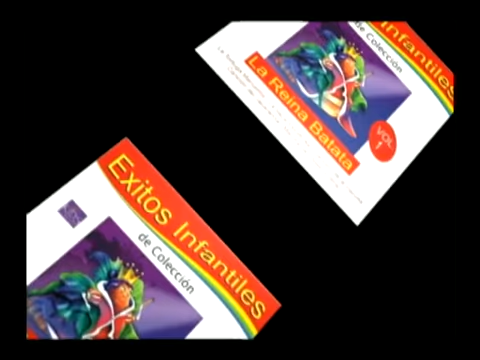 Infantiles
de Colección
La Reina Batata
VOL
1
Exitos Infantiles
de Colección